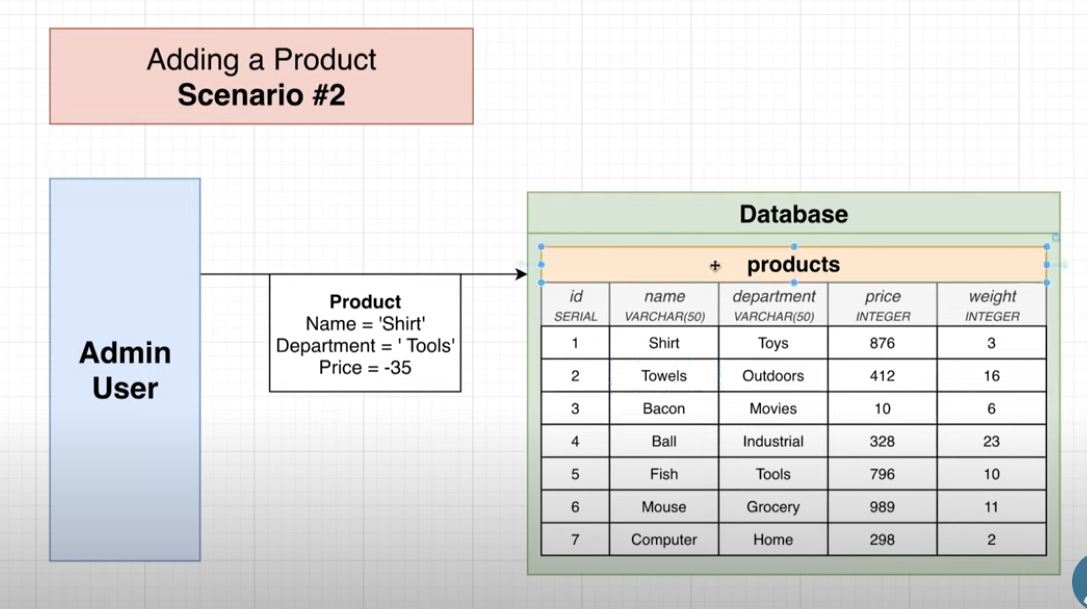 Adding a Product
Scenario #2
Admin
User
Product
Name = 'Shirt'
Department = ' Tools'
Price = -35
Database
products
id name department price weight
SERIAL VARCHAR(50) VARCHAR(50) INTEGER INTEGER
1 Shirt Toys 876 3
2 Towels Outdoors 412 16
3 Bacon Movies 10 6
4 Ball Industrial 328 23
5 Fish Tools 796 10
6 Mouse Grocery 989 11
7 Computer Home 298 2